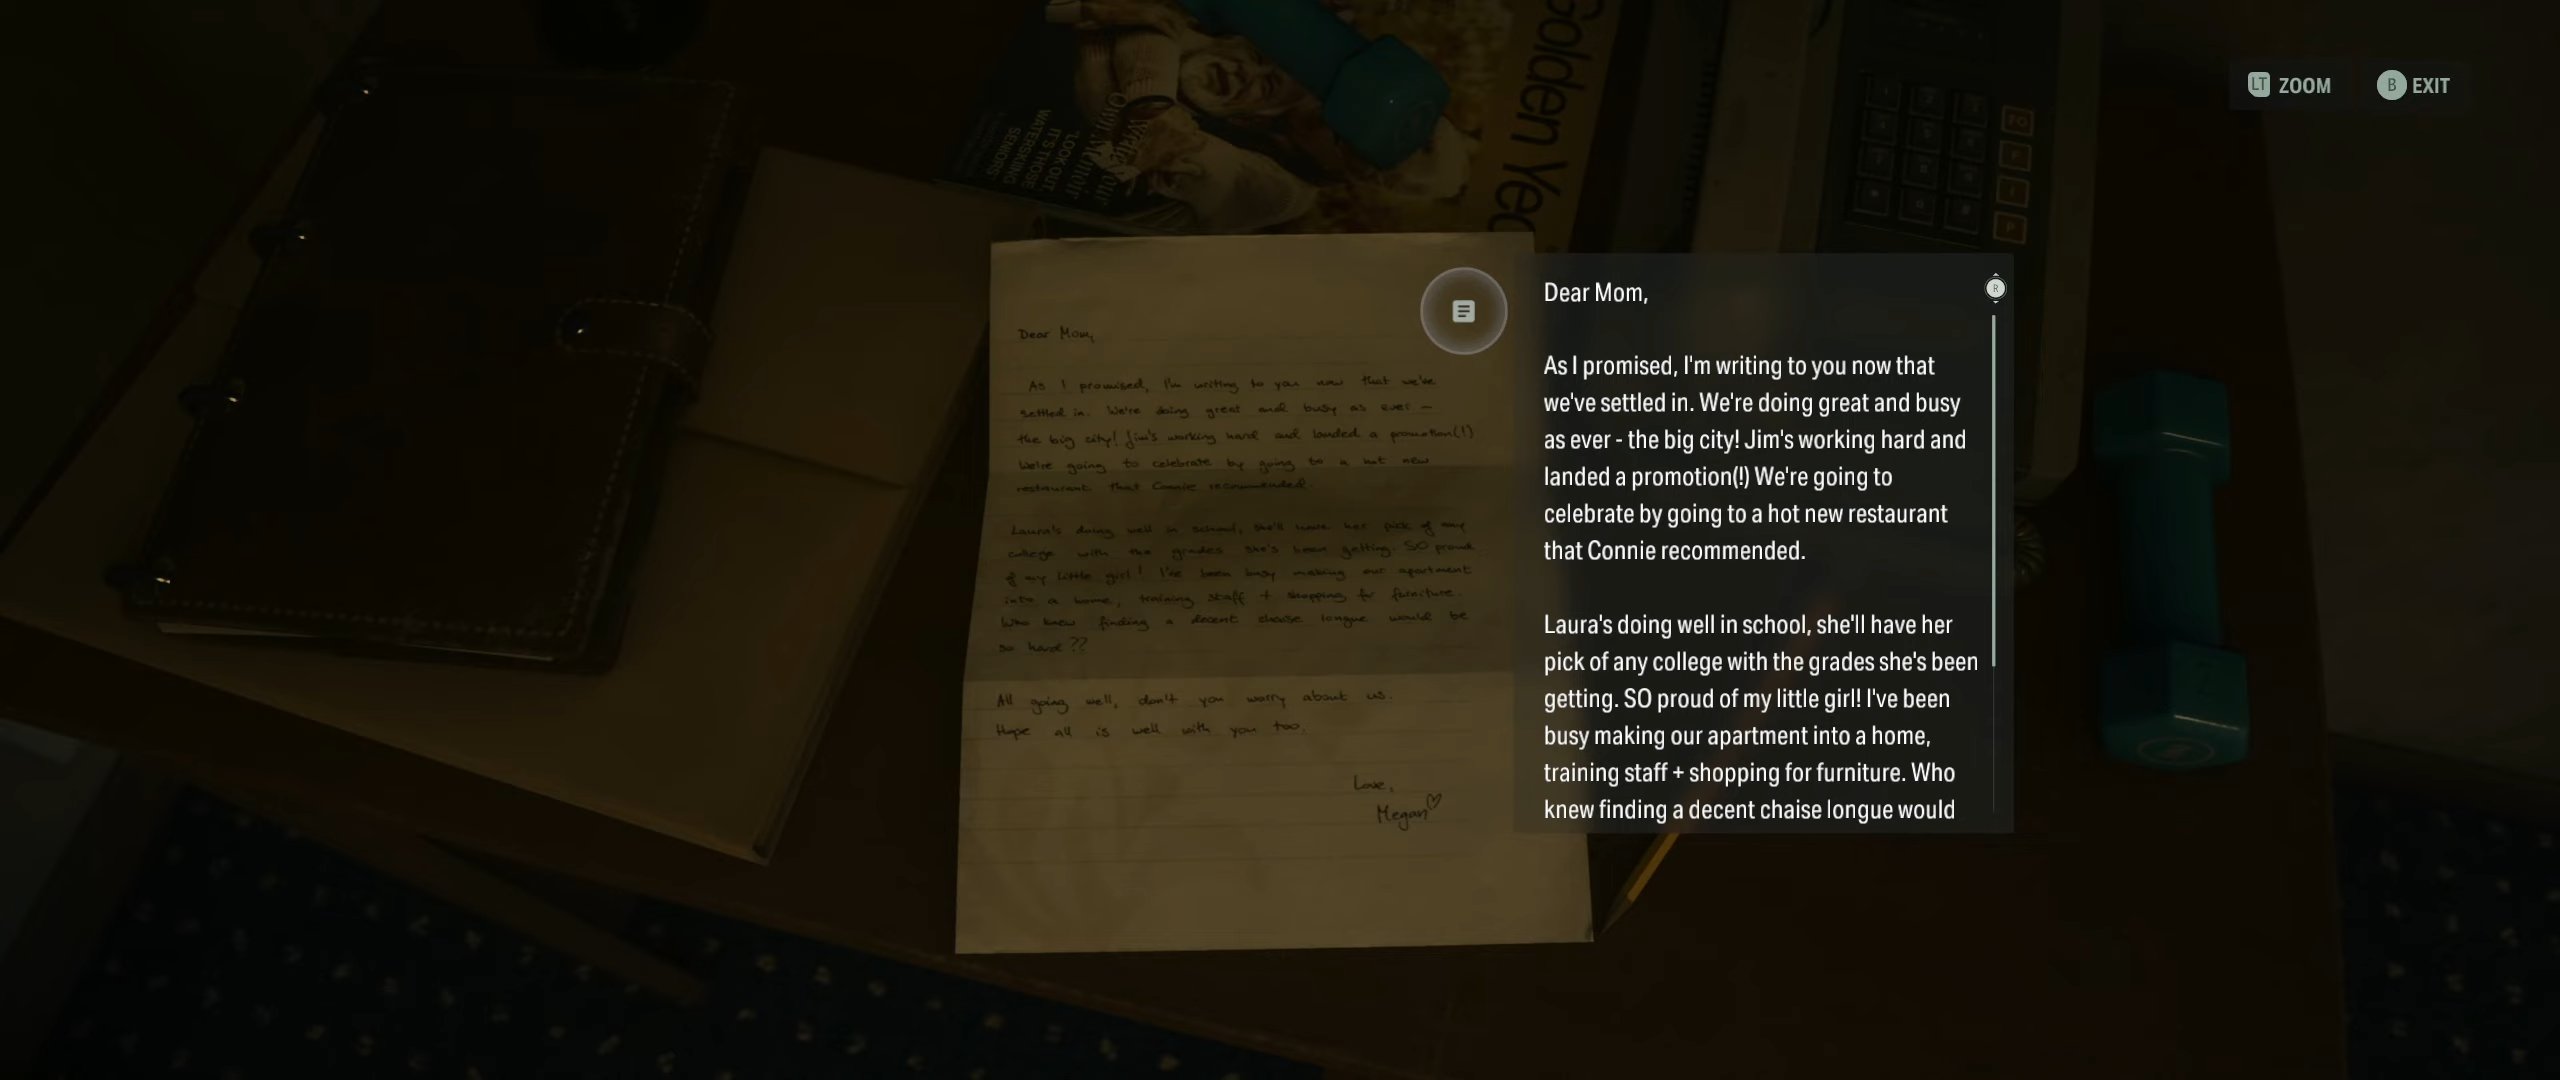 LT ZOOM B EXIT
Golden Yea
"LOOK OUT,
IT'S THOSE
WATERSKIING
SENIORS!
Dear Mom,
As I promised, I'm writing to you now that we've
settled in. We're doing great and busy as ever –
the big city! Jim's working hard and landed a promotion(!)
We're going to celebrate by going to a hot new
restaurant that Connie recommended.
Laura's doing well in school, she'll have her pick of any
college with the grades she's been getting. SO proud
of my little girl! I've been busy making our apartment
into a home, training staff + shopping for furniture.
Who knew finding a decent chaise longue would be
so hard??
All going well, don't you worry about us.
Hope all is well with you too.
Love,
Megan
Dear Mom,
As I promised, I'm writing to you now that
we've settled in. We're doing great and busy
as ever - the big city! Jim's working hard and
landed a promotion(!) We're going to
celebrate by going to a hot new restaurant
that Connie recommended.
Laura's doing well in school, she'll have her
pick of any college with the grades she's been
getting. SO proud of my little girl! I've been
busy making our apartment into a home,
training staff + shopping for furniture. Who
knew finding a decent chaise longue would
R